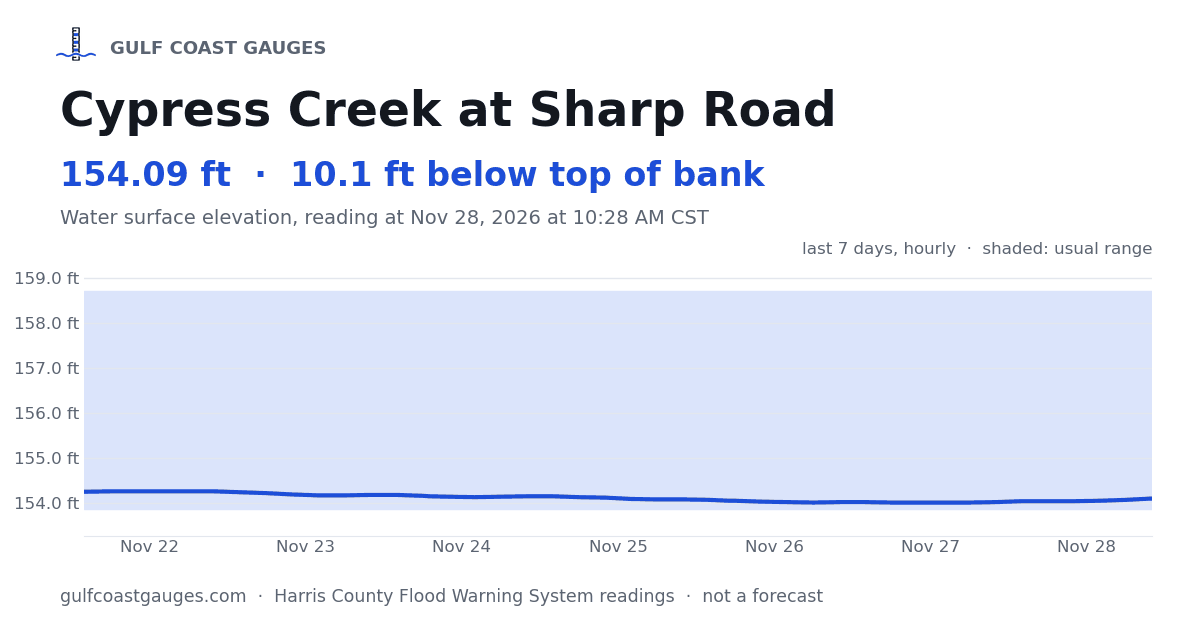 GULF COAST GAUGES
Cypress Creek at Sharp Road
154.09 ft · 10.1 ft below top of bank
Water surface elevation, reading at Nov 28, 2026 at 10:28 AM CST
last 7 days, hourly · shaded: usual range
159.0 ft
158.0 ft
157.0 ft
156.0 ft
155.0 ft
154.0 ft
Nov 22 Nov 23 Nov 24 Nov 25 Nov 26 Nov 27 Nov 28
gulfcoastgauges.com · Harris County Flood Warning System readings · not a forecast